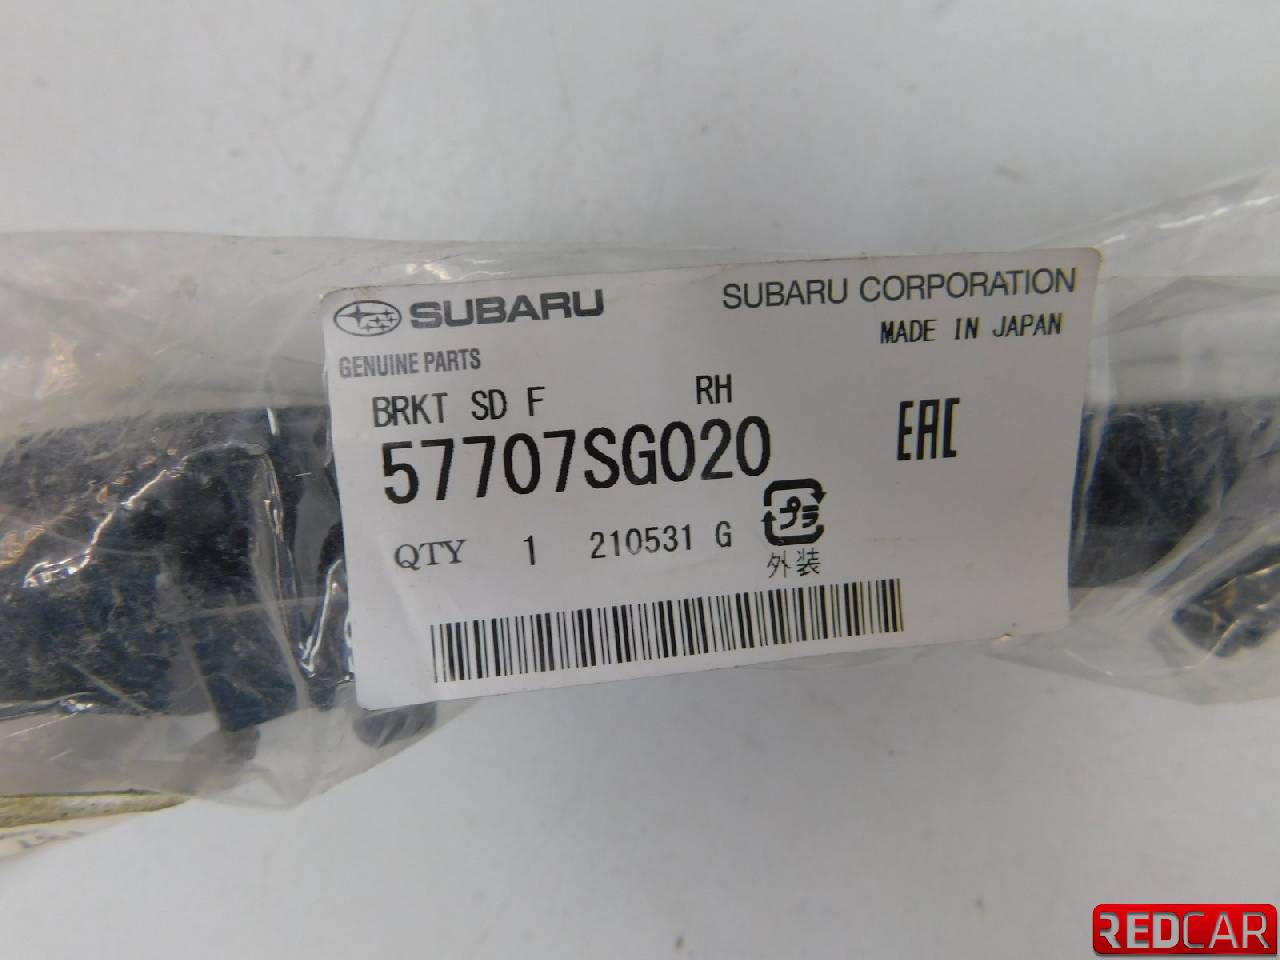 SUBARU
SUBARU CORPORATION
MADE IN JAPAN
GENUINE PARTS
BRKT SD F RH
57707SG020
EAC
QTY 1 210531 G
プラ
外装
REDCAR